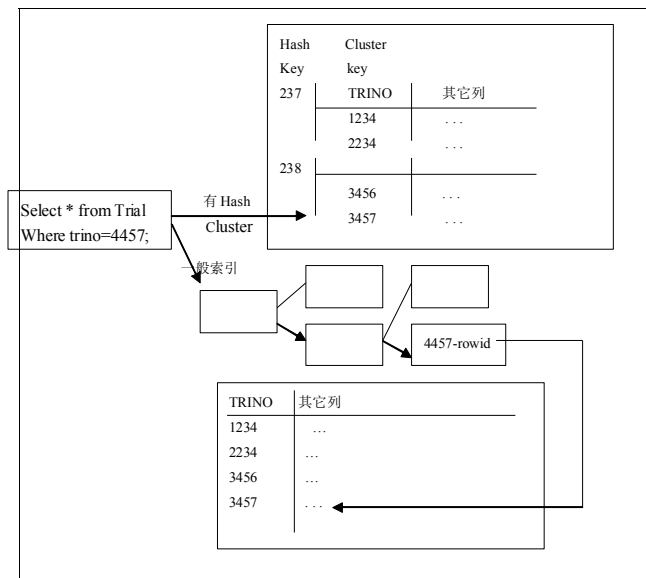 Hash Cluster
Key key
237 TRINO 其它列
1234 . . .
2234 ...
238
3456 . . .
3457 ...
Select * from Trial
Where trino=4457;
有 Hash
Cluster
一般索引
4457-rowid
TRINO 其它列
1234 ...
2234 ...
3456 ...
3457 . . .